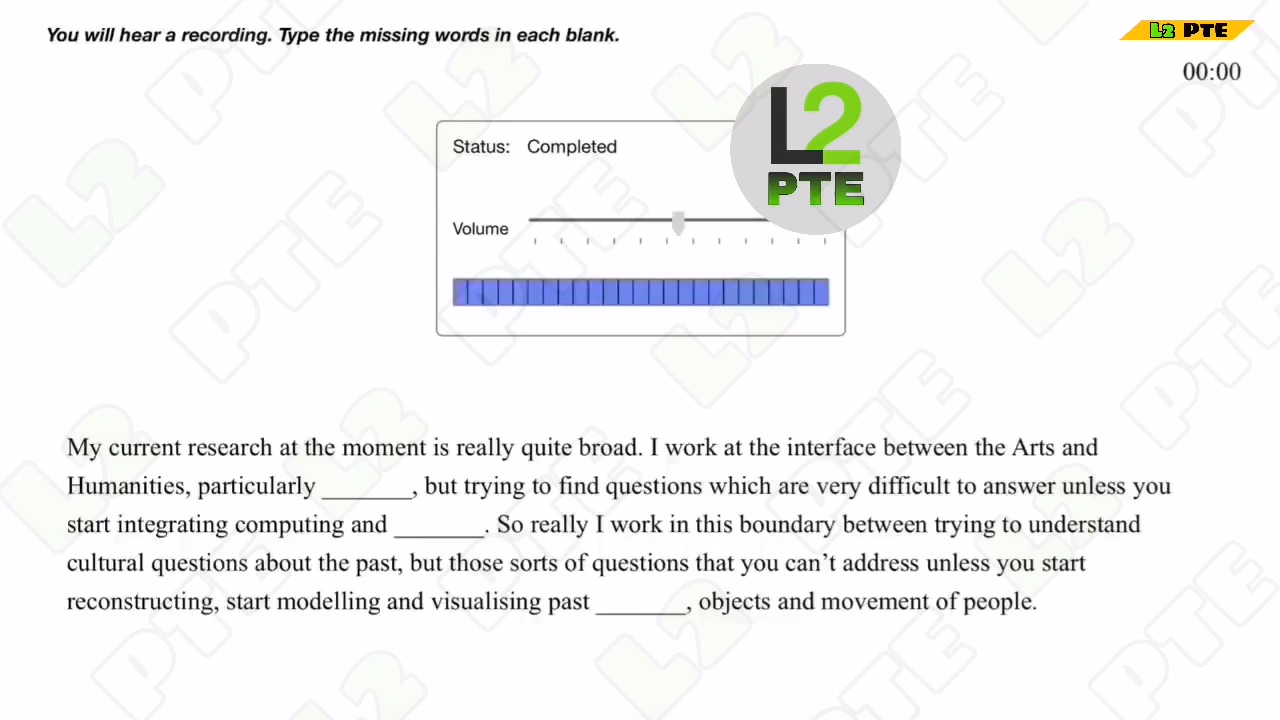 You will hear a recording. Type the missing words in each blank.
L2 PTE
00:00
L2
PTE
Status: Completed
Volume
My current research at the moment is really quite broad. I work at the interface between the Arts and
Humanities, particularly _______, but trying to find questions which are very difficult to answer unless you
start integrating computing and _______. So really I work in this boundary between trying to understand
cultural questions about the past, but those sorts of questions that you can’t address unless you start
reconstructing, start modelling and visualising past _______, objects and movement of people.